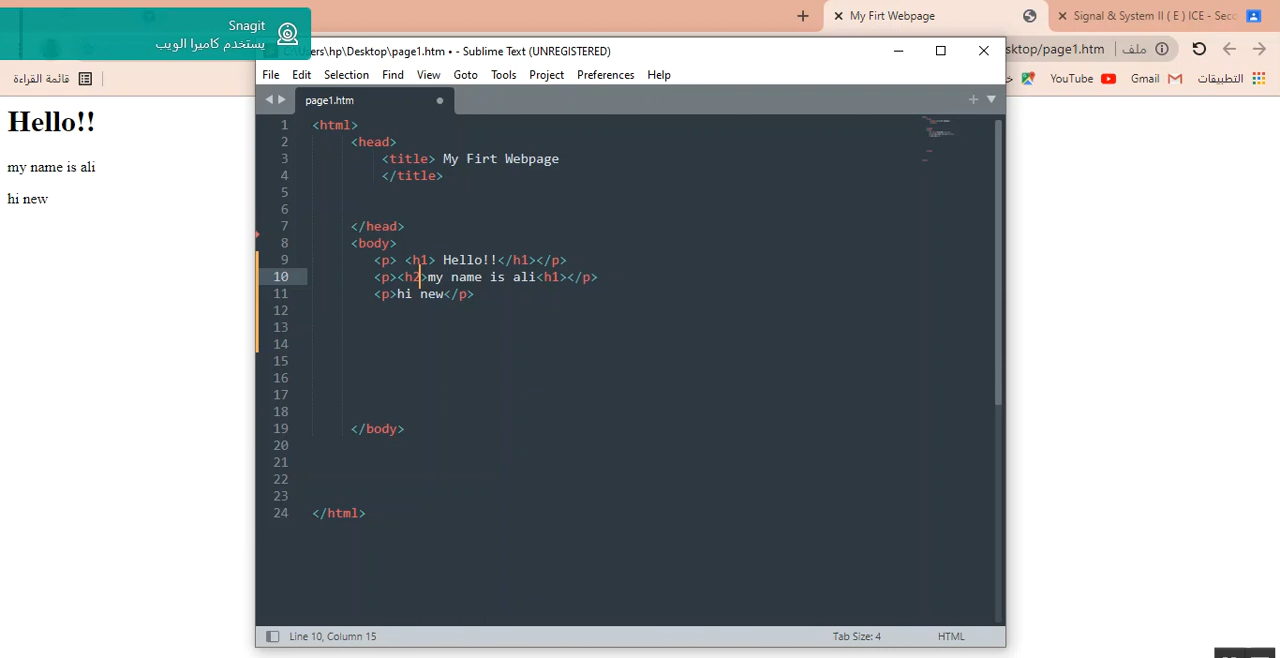 Snagit
يستخدم كاميرا الويب
My Firt Webpage
Signal & System II ( E ) ICE - Seco
ملف
sktop/page1.htm
قائمة القراءة
YouTube
Gmail
التطبيقات
Hello!!
my name is ali
hi new
\Desktop\page1.htm • - Sublime Text (UNREGISTERED)
File Edit Selection Find View Goto Tools Project Preferences Help
page1.htm
1 <html>
2 <head>
3 <title> My Firt Webpage
4 </title>
5
6
7 </head>
8 <body>
9 <p> <h1> Hello!!</h1></p>
10 <p><h2>my name is ali<h1></p>
11 <p>hi new</p>
12
13
14
15
16
17
18
19 </body>
20
21
22
23
24 </html>
Line 10, Column 15
Tab Size: 4
HTML